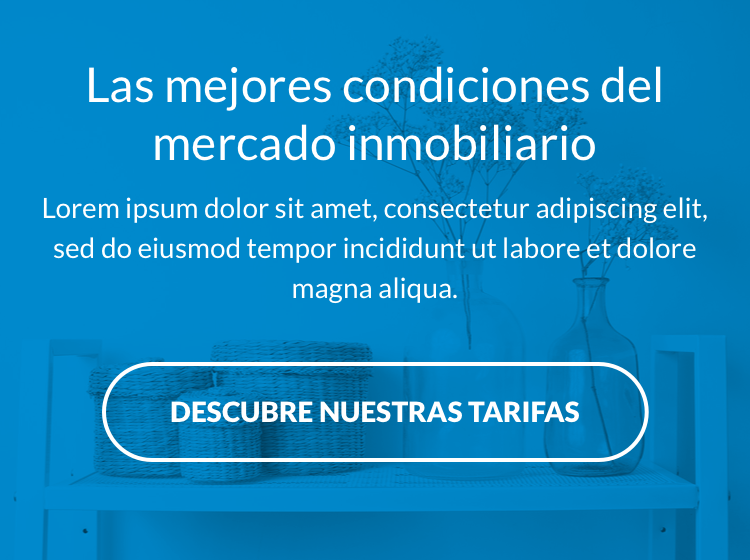 Las mejores condiciones del
mercado inmobiliario
Lorem ipsum dolor sit amet, consectetur adipiscing elit,
sed do eiusmod tempor incididunt ut labore et dolore
magna aliqua.
DESCUBRE NUESTRAS TARIFAS